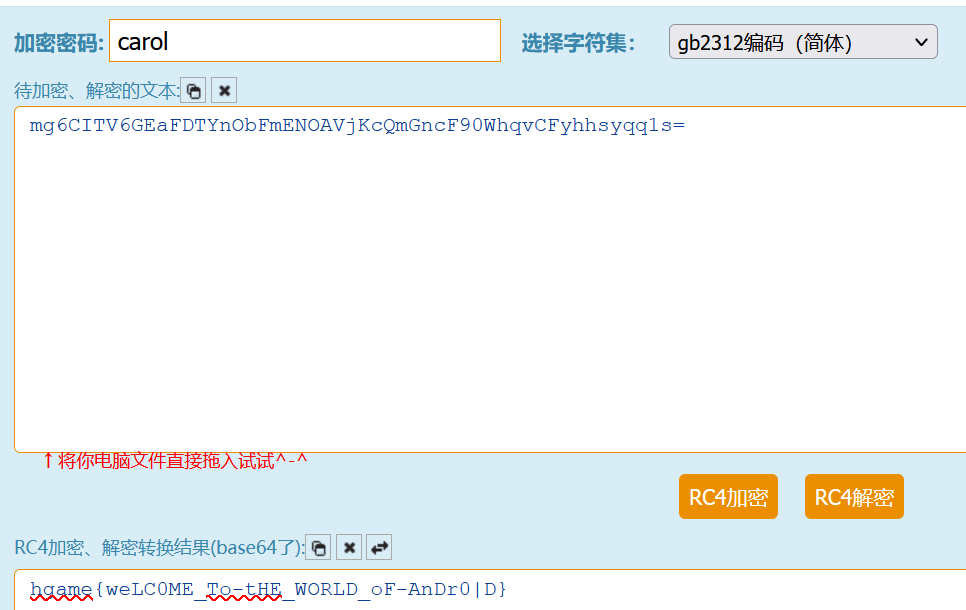 加密密码: carol 选择字符集： gb2312编码（简体）
待加密、解密的文本:
mg6CITV6GEaFDTYnObFmENOAVjKcQmGncF90WhqvCFyhhsyqq1s=
↑将你电脑文件直接拖入试试^-^
RC4加密 RC4解密
RC4加密、解密转换结果(base64了):
hgame{weLC0ME_To-tHE_WORLD_oF-AnDr0|D}